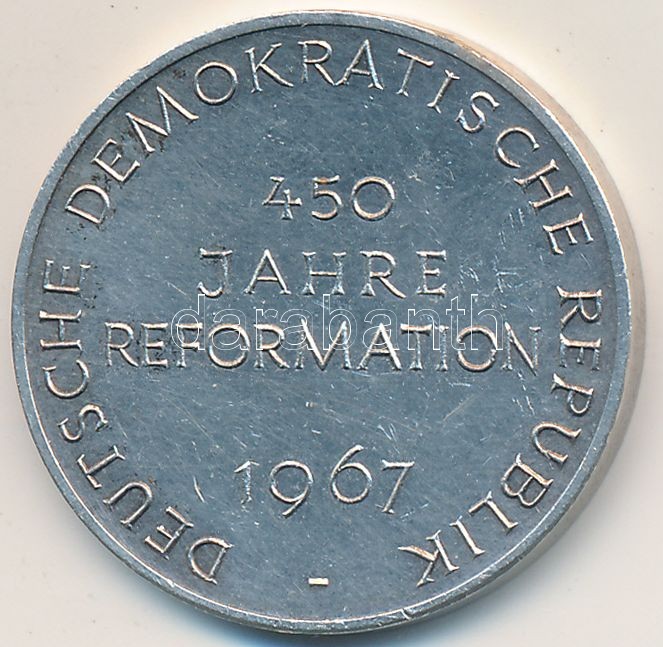 DEUTSCHE DEMOKRATISCHE REPUBLIK -
450
JAHRE
REFORMATION
1967
darabanth